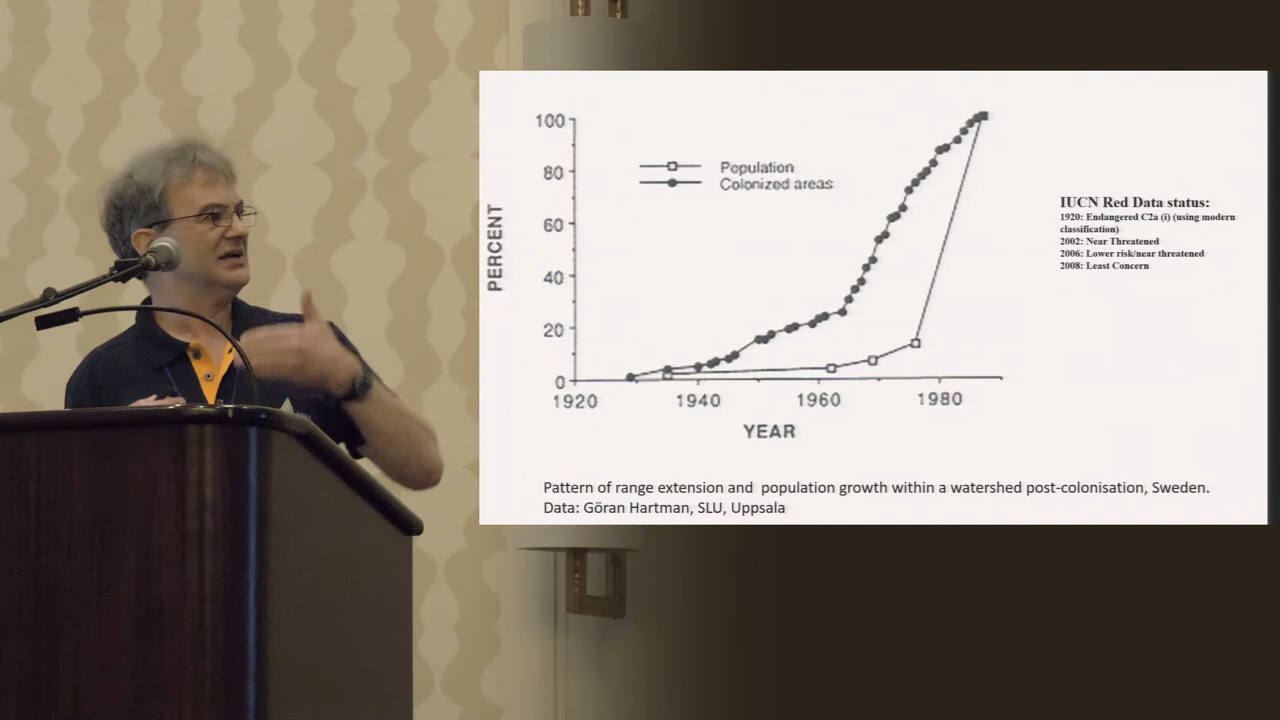 100
80
60
40
20
0
PERCENT
Population
Colonized areas
1920 1940 1960 1980
YEAR
IUCN Red Data status:
1920: Endangered C2a (i) (using modern
classification)
2002: Near Threatened
2006: Lower risk/near threatened
2008: Least Concern
Pattern of range extension and population growth within a watershed post-colonisation, Sweden.
Data: Göran Hartman, SLU, Uppsala